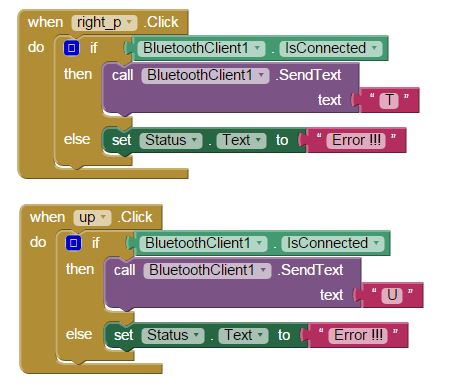 when right_p .Click
do if BluetoothClient1 . IsConnected
then call BluetoothClient1 .SendText
text " T "
else set Status . Text to " Error !!! "
when up .Click
do if BluetoothClient1 . IsConnected
then call BluetoothClient1 .SendText
text " U "
else set Status . Text to " Error !!! "